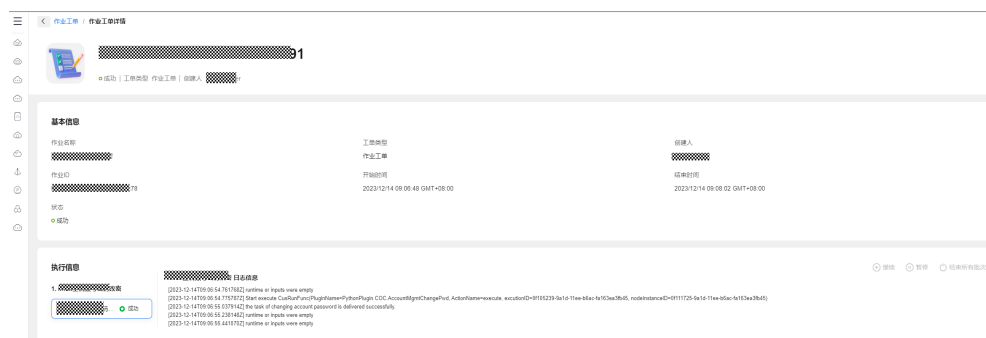 作业工单 / 作业工单详情
91
成功 | 工单类型 作业工单 | 创建人 r
基本信息
作业名称 工单类型 创建人
作业工单
作业ID 开始时间 结束时间
78 2023/12/14 09:06:48 GMT+08:00 2023/12/14 09:08:02 GMT+08:00
状态
成功
执行信息 继续 暂停 结束所有批次
日志信息
1. 改密
[2023-12-14T09:06:54.761768Z] runtime or inputs were empty
[2023-12-14T09:06:54.775787Z] Start execute CusRunFunc(PluginName=PythonPlugin.COC.AccountMgmtChangePwd, ActionName=execute, excutionID=0f105239-9a1d-11ee-b6ac-fa163ea3fb45, nodeInstanceID=0f111725-9a1d-11ee-b6ac-fa163ea3fb45)
成功
[2023-12-14T09:06:55.037914Z] the task of changing account password is delivered successfully
[2023-12-14T09:06:55.238148Z] runtime or inputs were empty
[2023-12-14T09:06:55.441070Z] runtime or inputs were empty